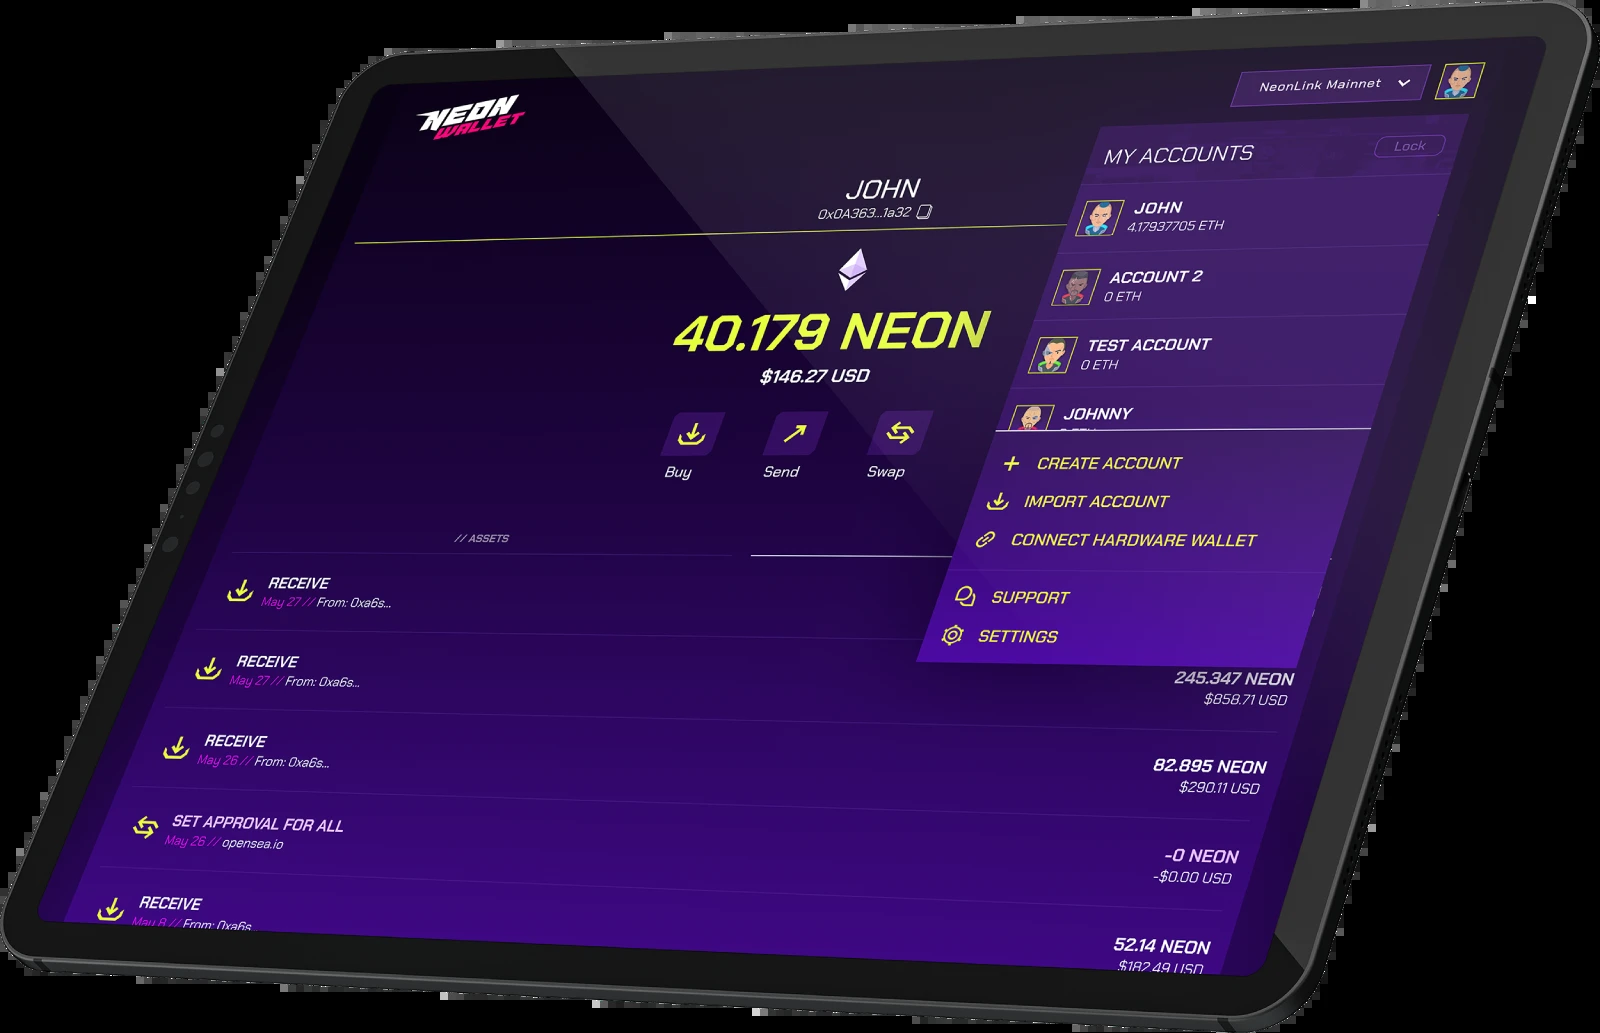 NEON
WALLET
NeonLink Mainnet
JOHN
0x0A363...1a32
40.179 NEON
$146.27 USD
Buy
Send
Swap
MY ACCOUNTS
Lock
JOHN
4.17937705 ETH
ACCOUNT 2
0 ETH
TEST ACCOUNT
0 ETH
JOHNNY
CREATE ACCOUNT
IMPORT ACCOUNT
CONNECT HARDWARE WALLET
SUPPORT
SETTINGS
// ASSETS
RECEIVE
May 27 // From: 0xa6s...
RECEIVE
May 27 // From: 0xa6s...
245.347 NEON
$858.71 USD
RECEIVE
May 26 // From: 0xa6s...
82.895 NEON
$290.11 USD
SET APPROVAL FOR ALL
May 26 // opensea.io
-0 NEON
-$0.00 USD
RECEIVE
May 8 // From: 0xa6s...
52.14 NEON
$182.49 USD